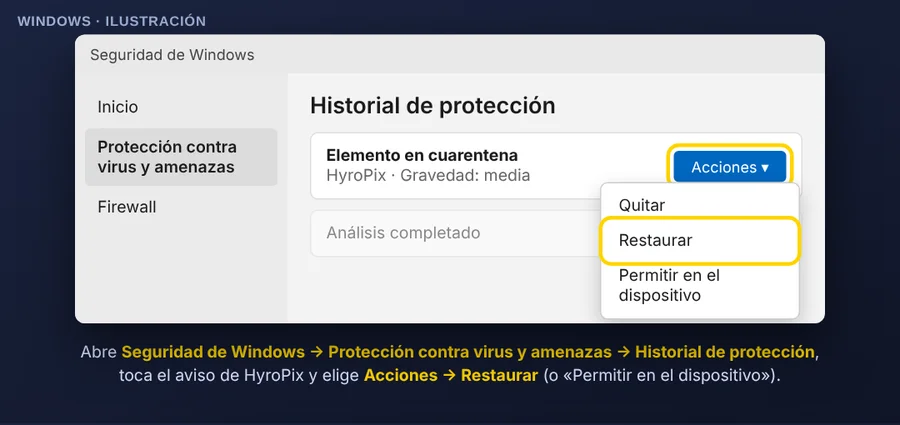 WINDOWS · ILUSTRACIÓN
Seguridad de Windows
Inicio
Protección contra
virus y amenazas
Firewall
Historial de protección
Elemento en cuarentena
HyroPix · Gravedad: media
Acciones ▾
Análisis completado
Quitar
Restaurar
Permitir en el
dispositivo
Abre Seguridad de Windows → Protección contra virus y amenazas → Historial de protección,
toca el aviso de HyroPix y elige Acciones → Restaurar (o «Permitir en el dispositivo»).